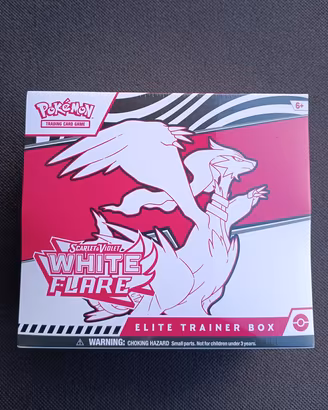 POKéMON
TRADING CARD GAME
6+
SCARLET & VIOLET
WHITE
FLARE
ELITE TRAINER BOX
WARNING: CHOKING HAZARD Small parts. Not for children under 3 years.